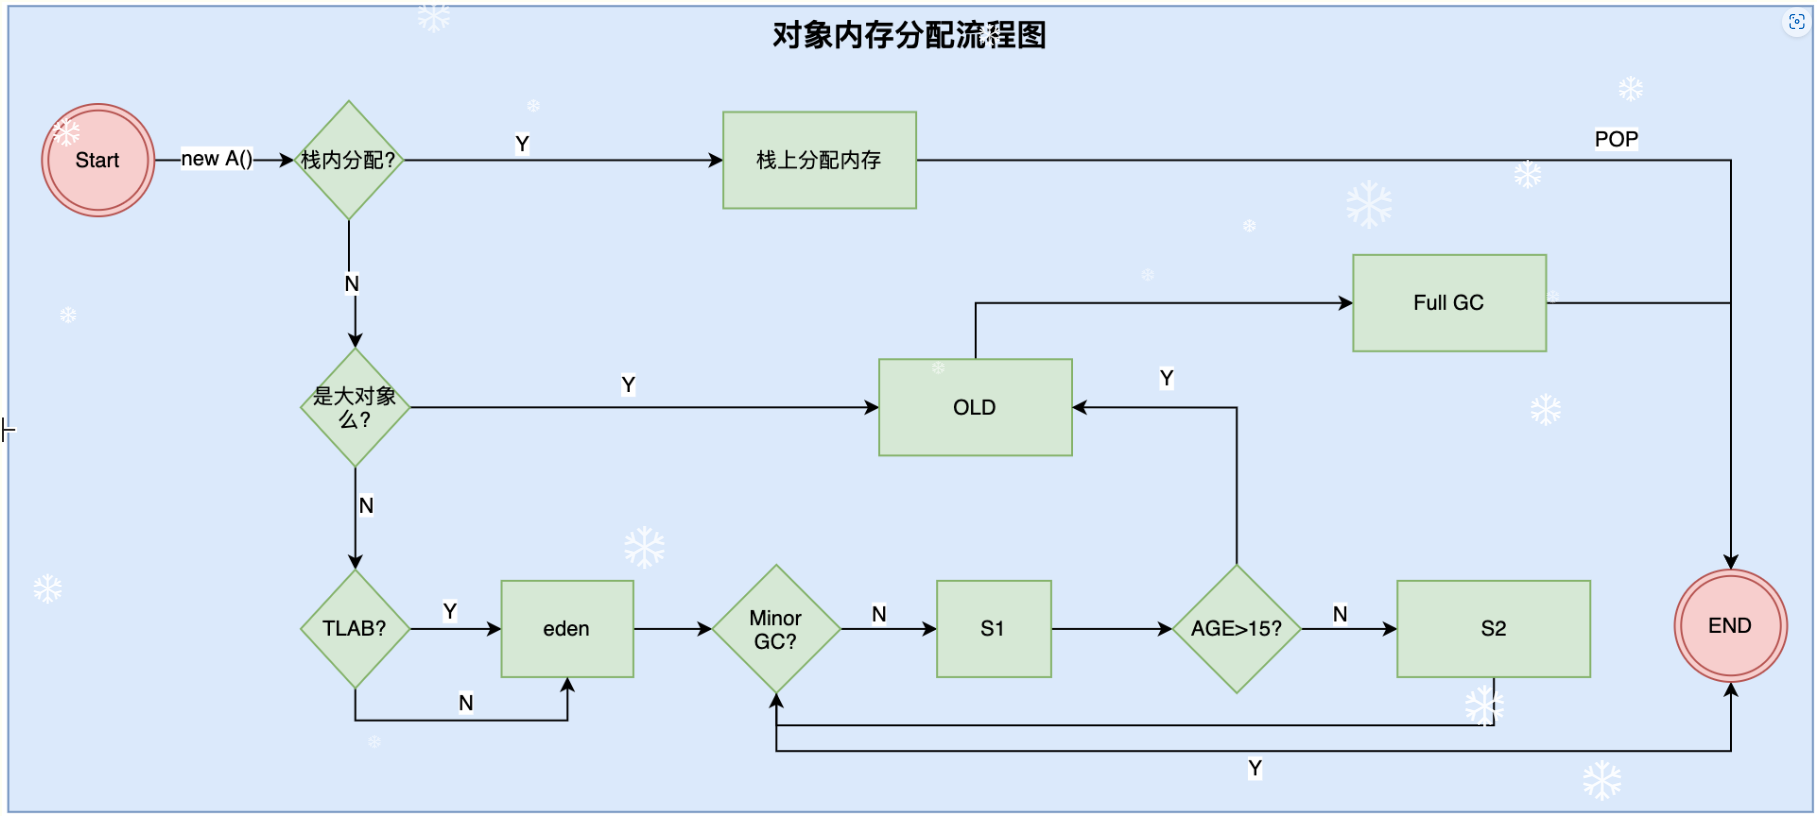 对象内存分配流程图
Start
new A()
栈内分配?
Y
栈上分配内存
POP
N
Full GC
是大对象
么?
Y
OLD
Y
N
TLAB?
Y
eden
Minor
GC?
N
S1
AGE>15?
N
S2
END
N
Y